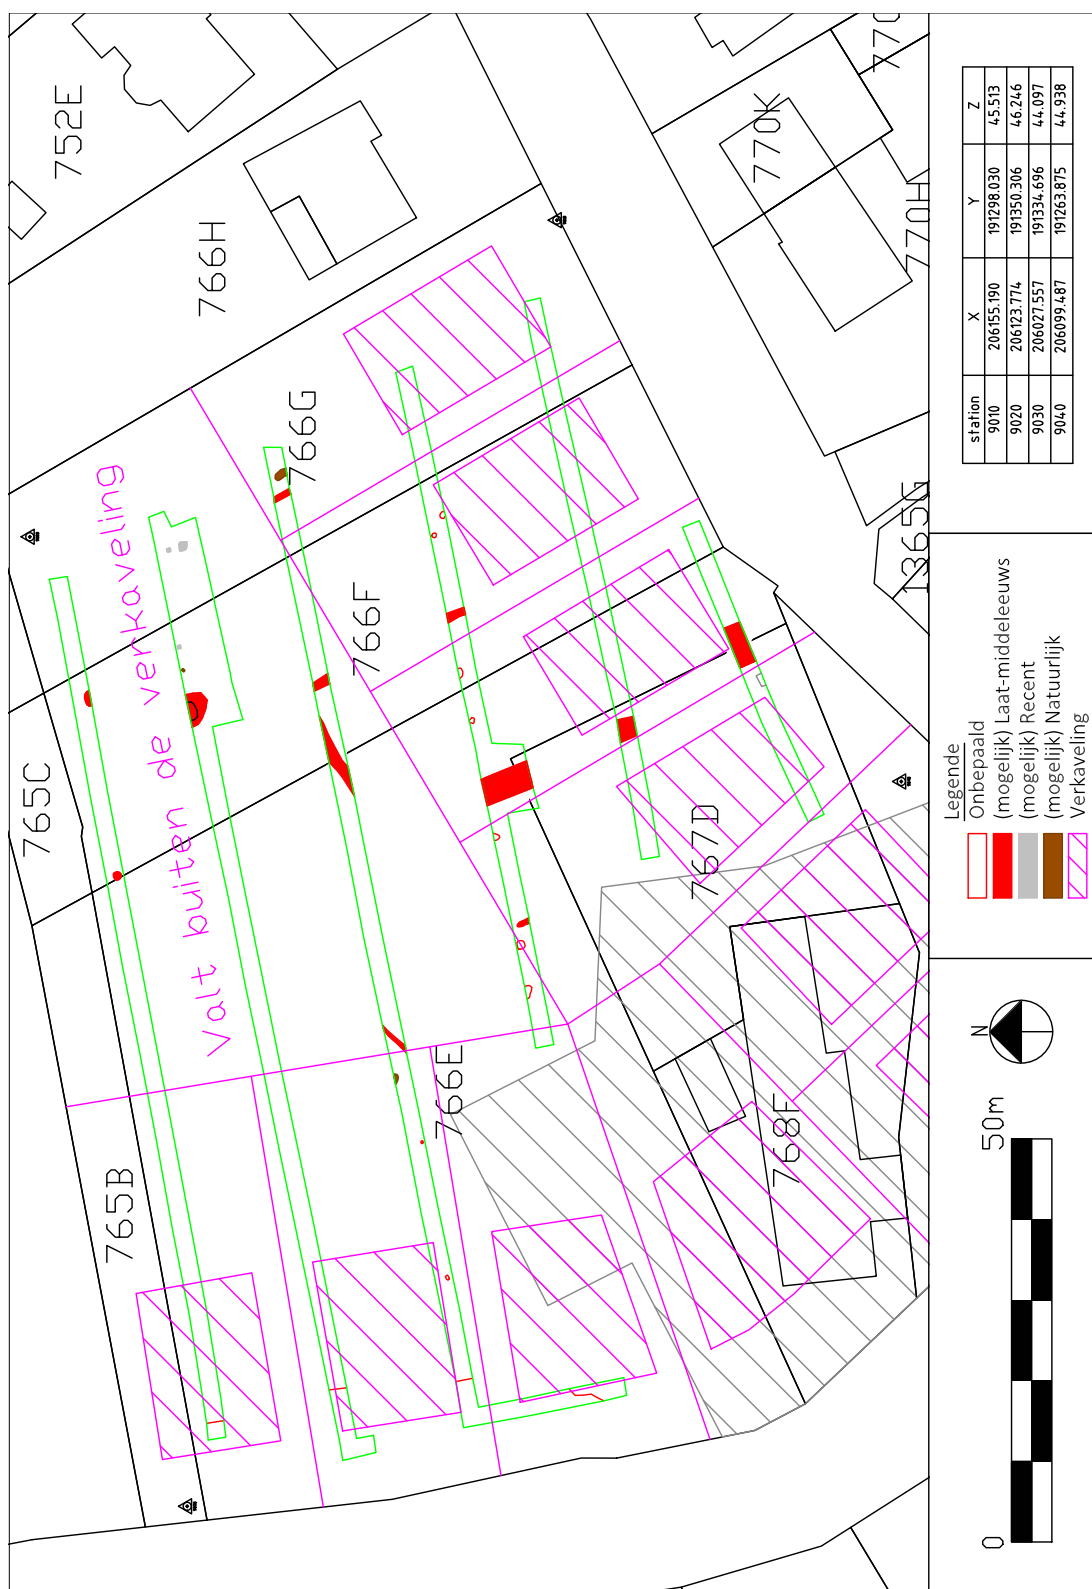 752E
766H
770K
770H
765C
Valt buiten de verkaveling
766G
766F
1365G
765B
766E
767D
768F
station X Y Z
9010 206155.190 191298.030 45.513
9020 206123.774 191350.306 46.246
9030 206027.557 191334.696 44.097
9040 206099.487 191263.875 44.938
Legende
Onbepaald
(mogelijk) Laat-middeleeuws
(mogelijk) Recent
(mogelijk) Natuurlijk
Verkaveling
N
0 50m